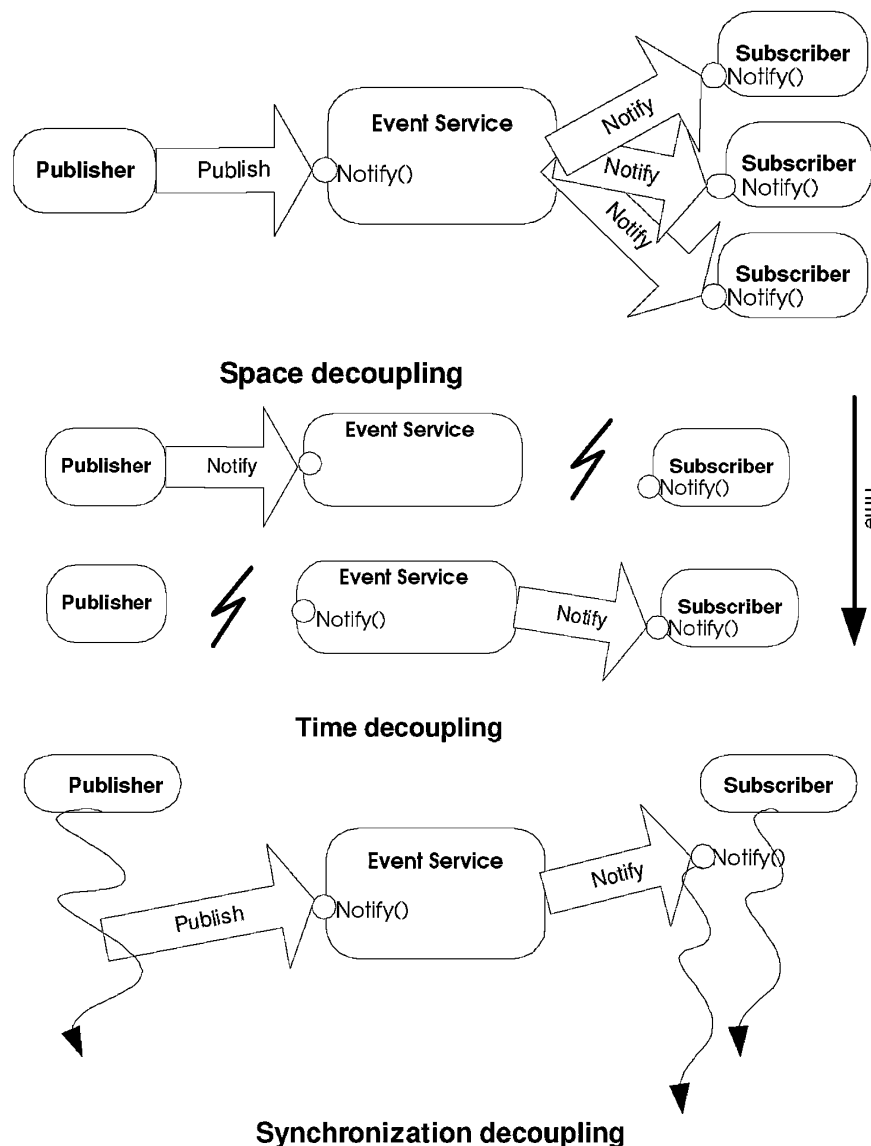 Subscriber
Notify()
Notify
Event Service
Publisher
Publish
Notify()
Notify
Subscriber
Notify()
Notify
Subscriber
Notify()
Space decoupling
Event Service
Publisher
Notify
Subscriber
Notify()
Event Service
Publisher
Notify()
Notify
Subscriber
Notify()
Time decoupling
Publisher
Subscriber
Event Service
Notify
Notify()
Publish
Notify()
Synchronization decoupling